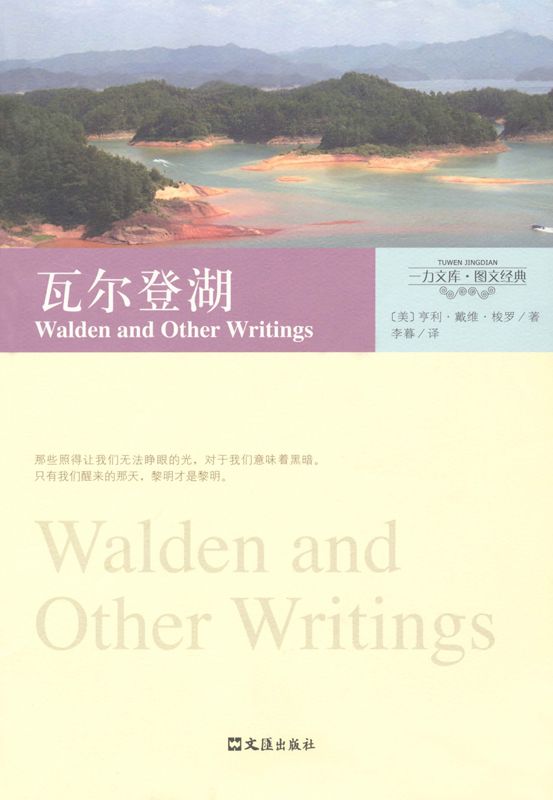 瓦尔登湖
Walden and Other Writings
TUWEN JINGDIAN
一力文库·图文经典
〔美〕亨利·戴维·梭罗／著
李暮／译
那些照得让我们无法睁眼的光，对于我们意味着黑暗。
只有我们醒来的那天，黎明才是黎明。
Walden and
Other Writings
文汇出版社